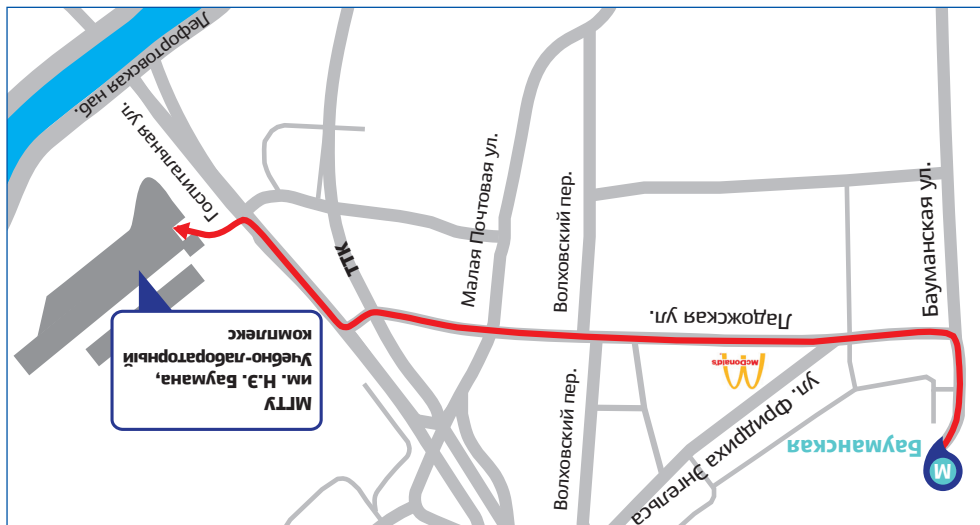 М
Бауманская
ул. Фридриха Энгельса
Волховский пер.
McDonald's
МГТУ
им. Н.Э. Баумана,
Учебно-лабораторный
комплекс
Ладожская ул.
Бауманская ул.
Волховский пер.
Малая Почтовая ул.
ТТК
Госпитальная ул.
Лефортовская наб.